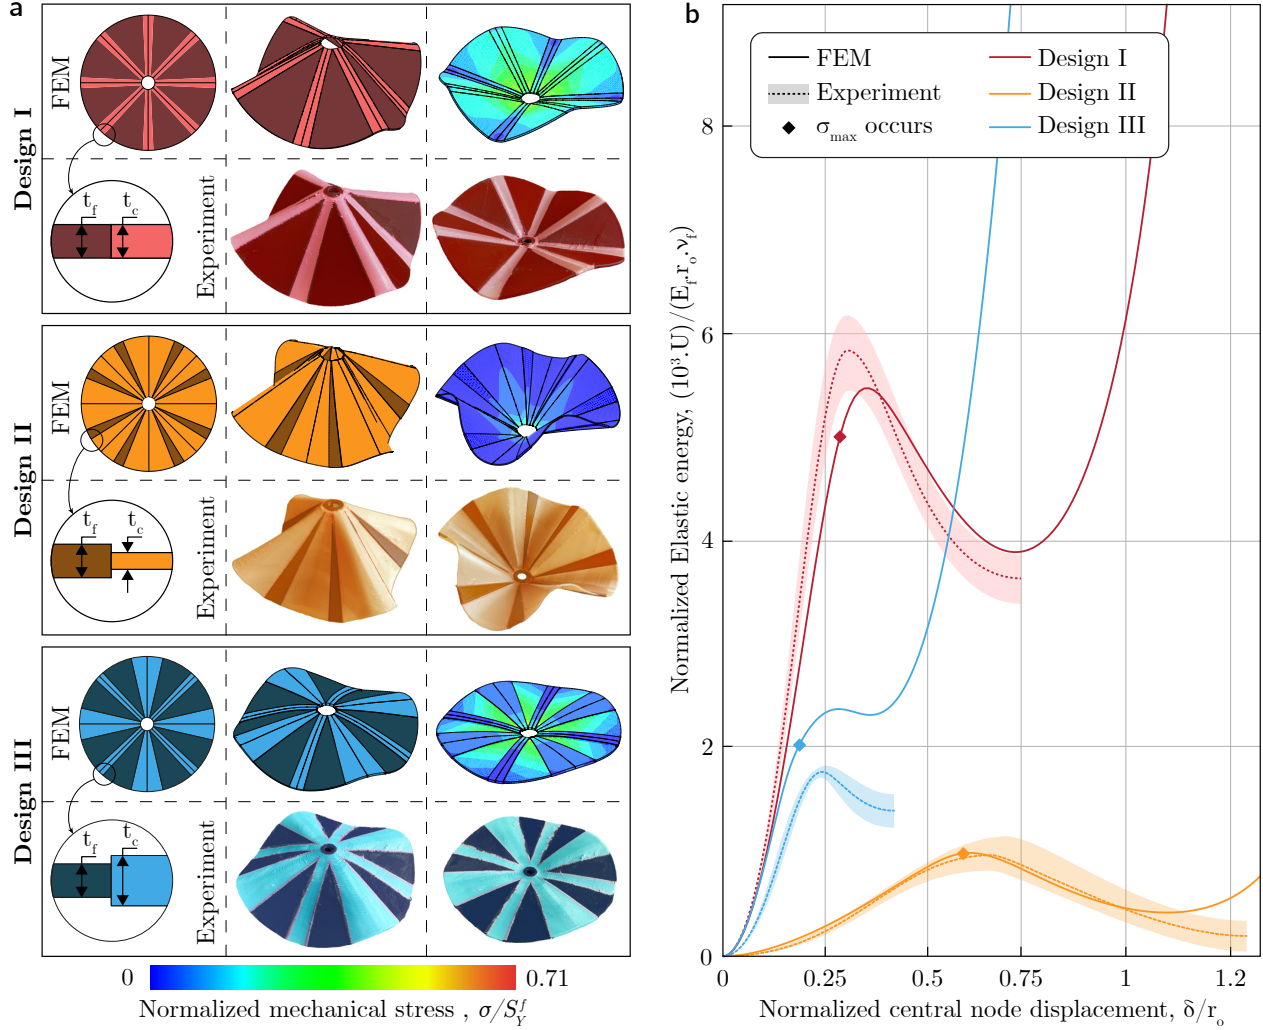 a
Design I
FEM
t_f
t_c
Experiment
Design II
FEM
t_f
t_c
Experiment
Design III
FEM
t_f
t_c
Experiment
0
0.71
Normalized mechanical stress , σ/S_Y^f
b
FEM
Experiment
σ_max occurs
Design I
Design II
Design III
Normalized Elastic energy, (10³.U)/(E_f.r_o.ν_f)
8
6
4
2
0
0 0.25 0.5 0.75 1 1.2
Normalized central node displacement, δ/r_o